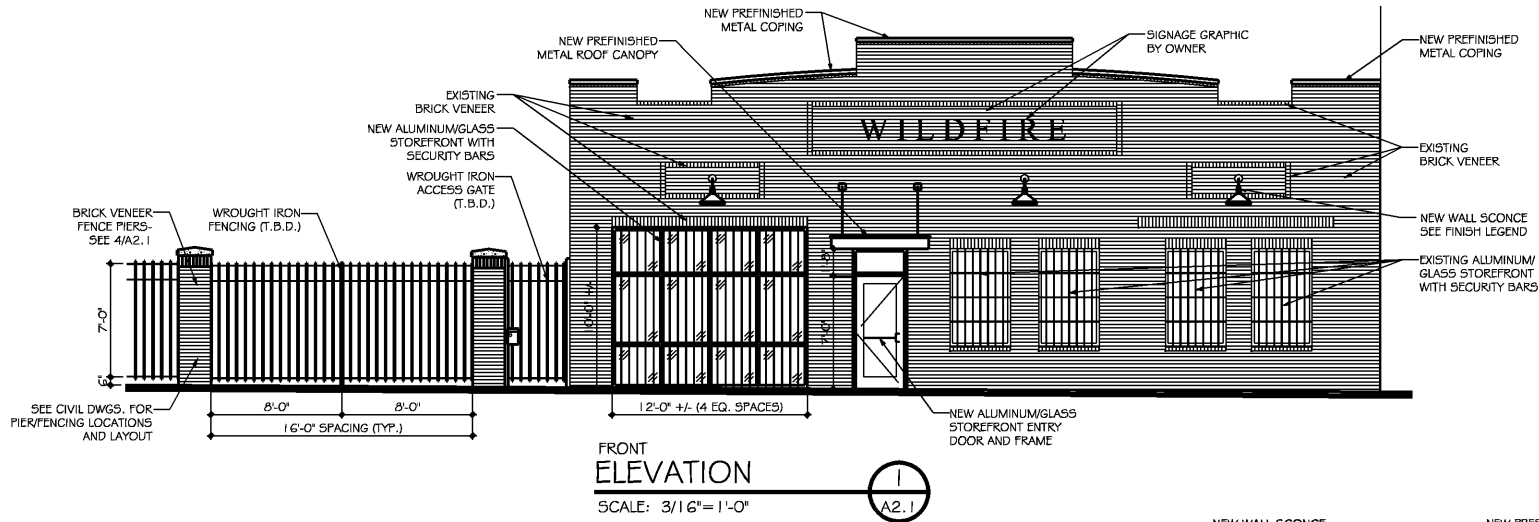 NEW PREFINISHED
METAL COPING
NEW PREFINISHED
METAL ROOF CANOPY
SIGNAGE GRAPHIC
BY OWNER
NEW PREFINISHED
METAL COPING
EXISTING
BRICK VENEER
WILDFIRE
NEW ALUMINUM/GLASS
STOREFRONT WITH
SECURITY BARS
EXISTING
BRICK VENEER
WROUGHT IRON
ACCESS GATE
(T.B.D.)
BRICK VENEER
FENCE PIERS-
SEE 4/A2.1
WROUGHT IRON
FENCING (T.B.D.)
NEW WALL SCONCE
SEE FINISH LEGEND
EXISTING ALUMINUM/
GLASS STOREFRONT
WITH SECURITY BARS
7'-0"
6"
10'-0" +/-
7'-0"
SEE CIVIL DWGS. FOR
PIER/FENCING LOCATIONS
AND LAYOUT
8'-0"
8'-0"
16'-0" SPACING (TYP.)
12'-0" +/- (4 EQ. SPACES)
NEW ALUMINUM/GLASS
STOREFRONT ENTRY
DOOR AND FRAME
FRONT
ELEVATION
SCALE: 3/16"=1'-0"
1
A2.1